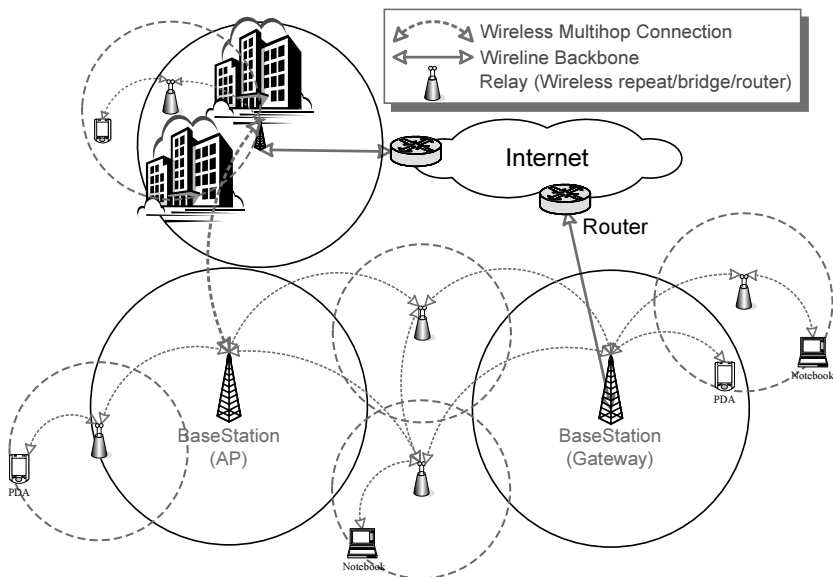 Wireless Multihop Connection
Wireline Backbone
Relay (Wireless repeat/bridge/router)
Internet
Router
BaseStation
(AP)
BaseStation
(Gateway)
PDA
Notebook
PDA
Notebook